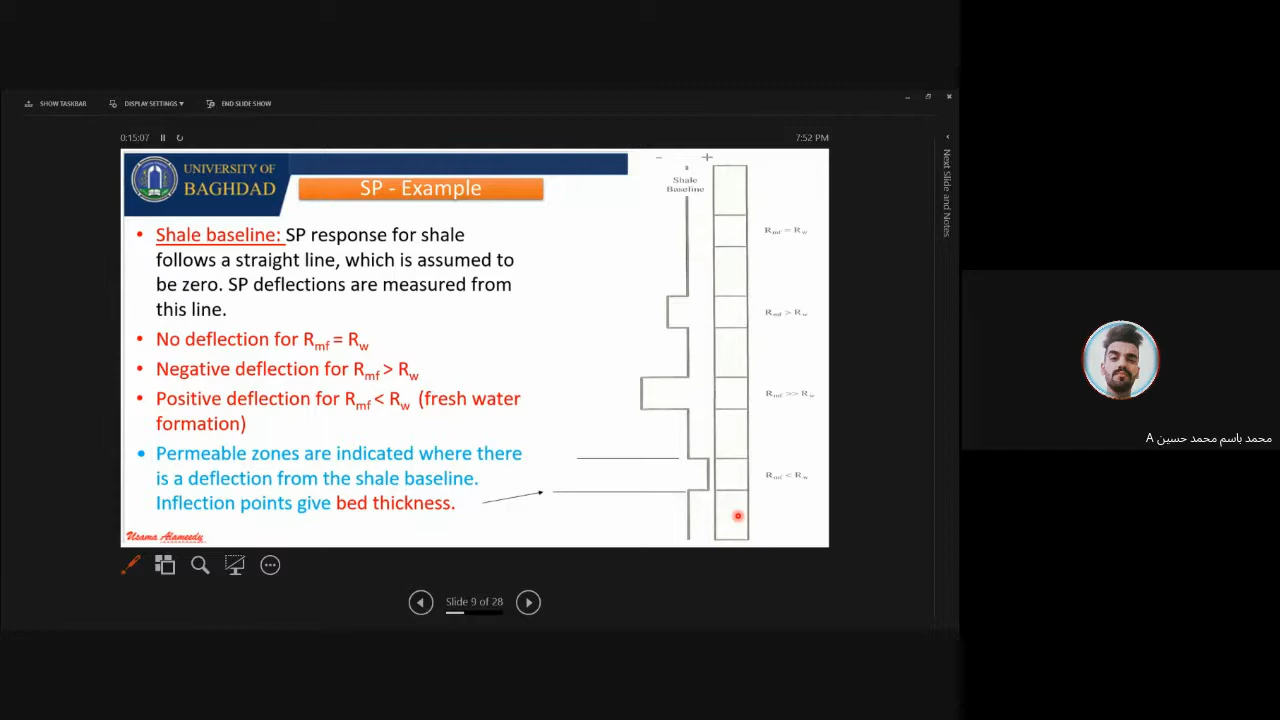 SHOW TASKBAR
DISPLAY SETTINGS ▾
END SLIDE SHOW
0:15:07
7:52 PM
Next Slide and Notes
UNIVERSITY OF
BAGHDAD
SP - Example
− +
Shale
Baseline
• Shale baseline: SP response for shale
follows a straight line, which is assumed to
be zero. SP deflections are measured from
this line.
• No deflection for Rmf = Rw
• Negative deflection for Rmf > Rw
• Positive deflection for Rmf < Rw (fresh water
formation)
• Permeable zones are indicated where there
is a deflection from the shale baseline.
Inflection points give bed thickness.
Rmf = Rw
Rmf > Rw
Rmf >> Rw
Rmf < Rw
Usama Alameedy
Slide 9 of 28
محمد باسم محمد حسين A